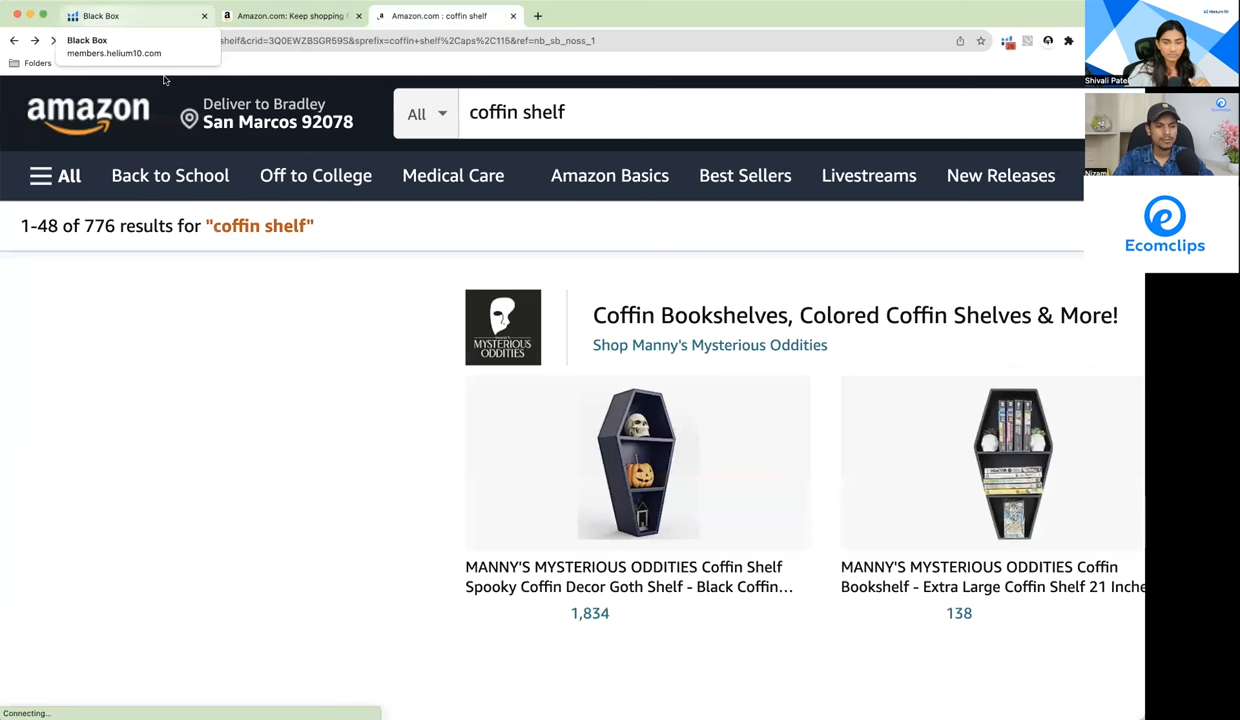 Black Box
Amazon.com: Keep shopping f
Amazon.com : coffin shelf
Black Box
members.helium10.com
shelf&crid=3Q0EWZBSGR59S&sprefix=coffin+shelf%2Caps%2C115&ref=nb_sb_noss_1
Folders
amazon
Deliver to Bradley
San Marcos 92078
All
coffin shelf
All
Back to School
Off to College
Medical Care
Amazon Basics
Best Sellers
Livestreams
New Releases
1-48 of 776 results for "coffin shelf"
MANNY'S
MYSTERIOUS
ODDITIES
Coffin Bookshelves, Colored Coffin Shelves & More!
Shop Manny's Mysterious Oddities
MANNY'S MYSTERIOUS ODDITIES Coffin Shelf
Spooky Coffin Decor Goth Shelf - Black Coffin...
1,834
MANNY'S MYSTERIOUS ODDITIES Coffin
Bookshelf - Extra Large Coffin Shelf 21 Inche
138
Connecting...
Helium 10
Shivali Patel
Nizam
Ecomclips